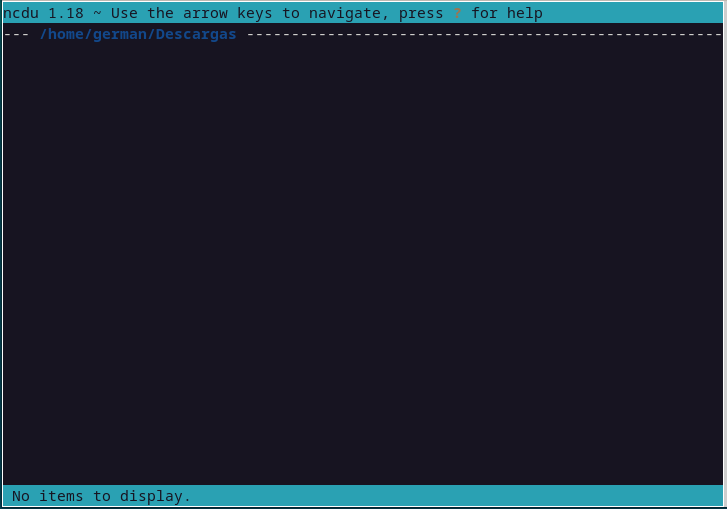 ncdu 1.18 ~ Use the arrow keys to navigate, press ? for help
--- /home/german/Descargas -----------------------------------------------------
No items to display.